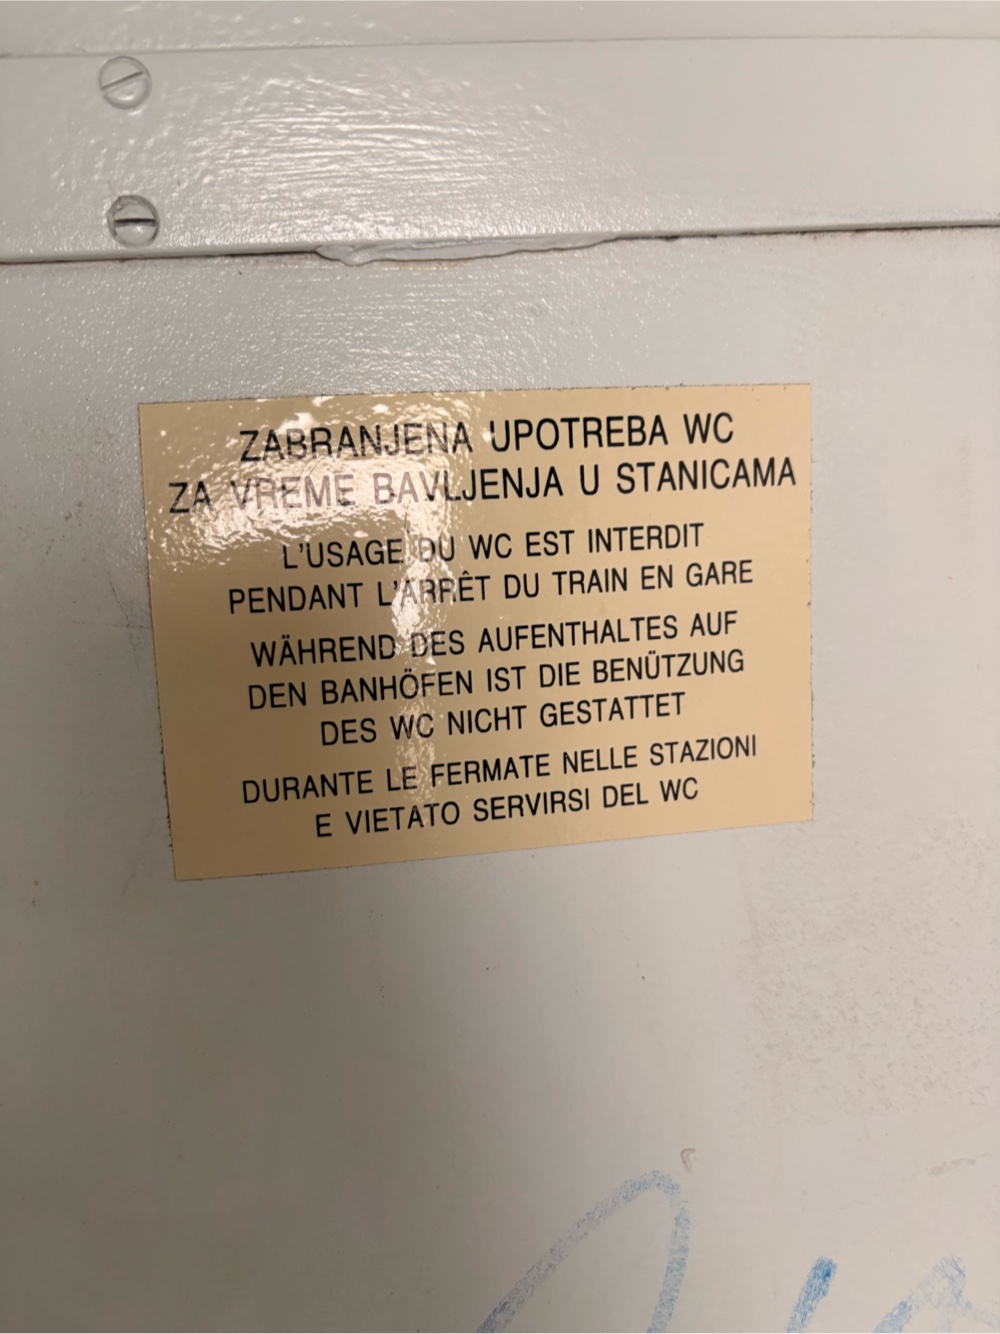 ZABRANJENA UPOTREBA WC
ZA VREME BAVLJENJA U STANICAMA
L'USAGE DU WC EST INTERDIT
PENDANT L'ARRÊT DU TRAIN EN GARE
WÄHREND DES AUFENTHALTES AUF
DEN BANHÖFEN IST DIE BENÜTZUNG
DES WC NICHT GESTATTET
DURANTE LE FERMATE NELLE STAZIONI
E VIETATO SERVIRSI DEL WC